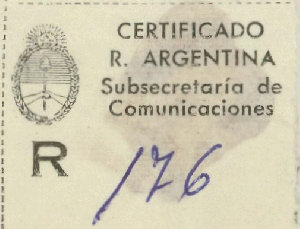 CERTIFICADO
R. ARGENTINA
Subsecretaría de
Comunicaciones
R
176